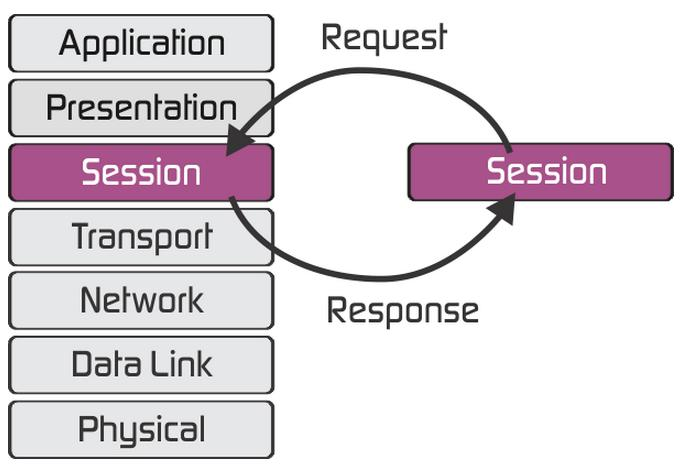 Application
Request
Presentation
Session
Session
Transport
Network
Response
Data Link
Physical